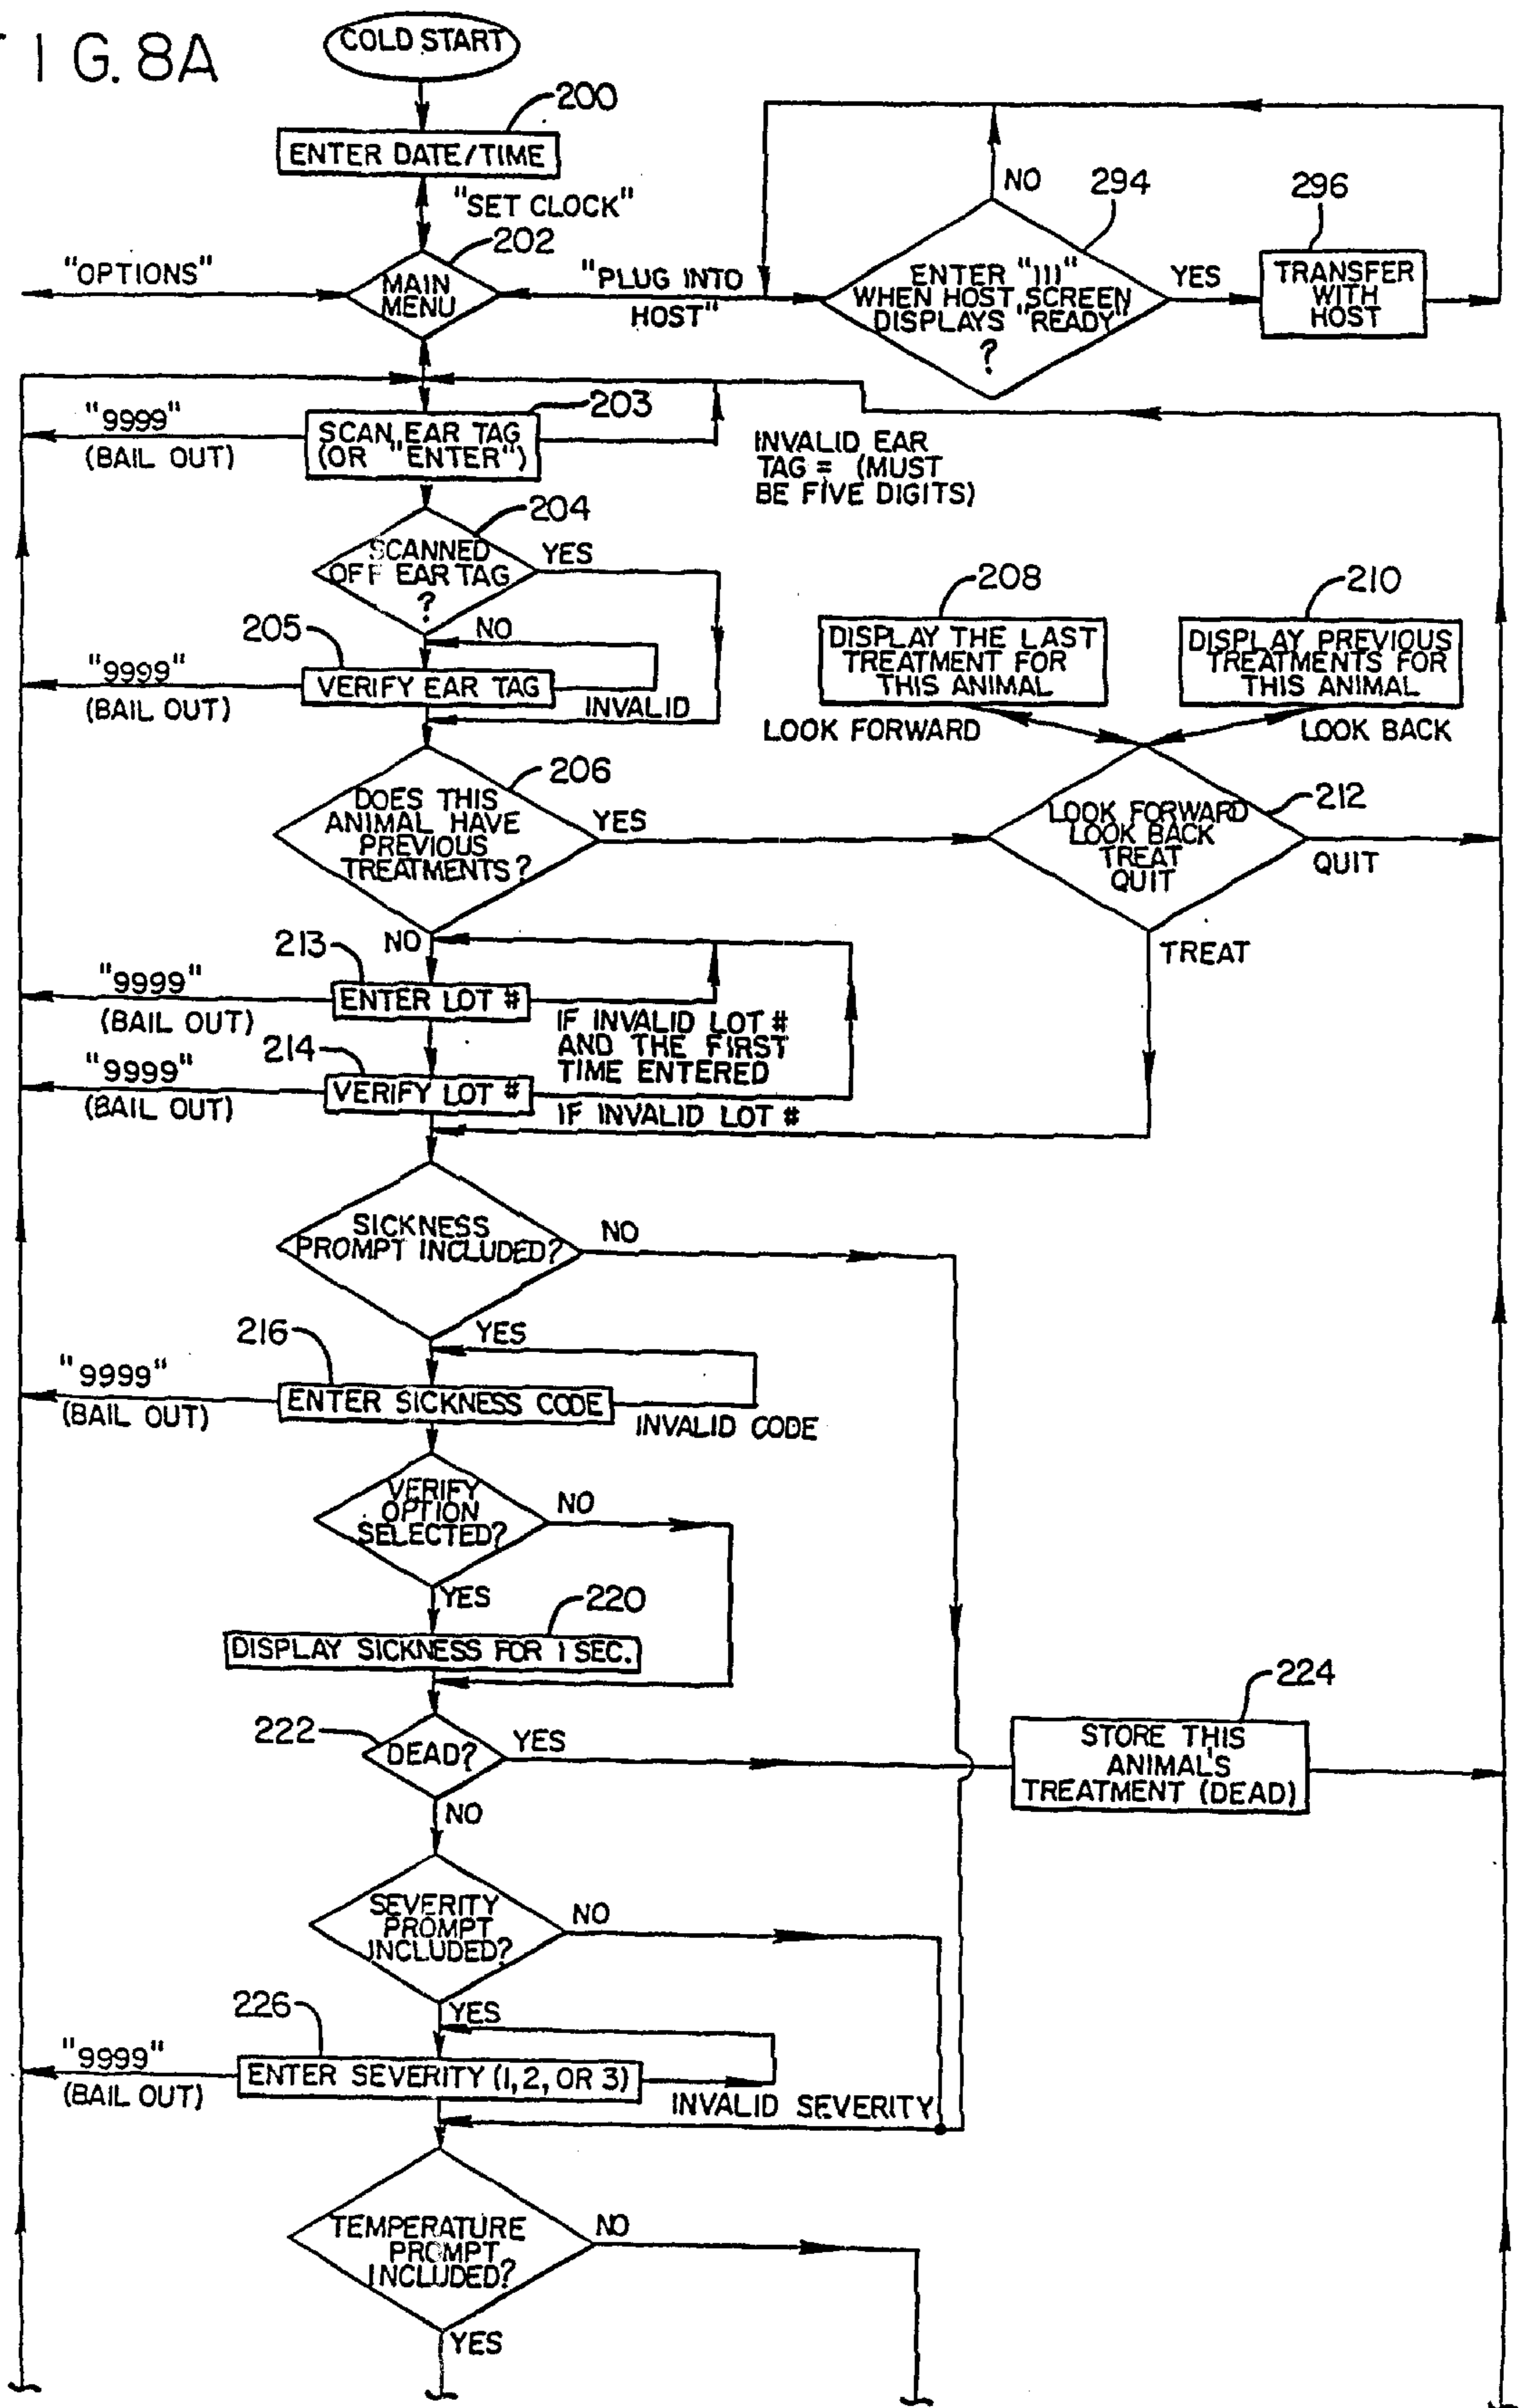 FIG. 8A
COLD START
200
ENTER DATE/TIME
"SET CLOCK"
202
"OPTIONS"
MAIN
MENU
"PLUG INTO
HOST"
NO
294
ENTER "111"
WHEN HOST SCREEN
DISPLAYS "READY"
?
YES
296
TRANSFER
WITH
HOST
203
"9999"
(BAIL OUT)
SCAN EAR TAG
(OR "ENTER")
INVALID EAR
TAG = (MUST
BE FIVE DIGITS)
204
SCANNED
OFF EAR TAG
?
YES
NO
205
"9999"
(BAIL OUT)
VERIFY EAR TAG
INVALID
208
DISPLAY THE LAST
TREATMENT FOR
THIS ANIMAL
210
DISPLAY PREVIOUS
TREATMENTS FOR
THIS ANIMAL
LOOK FORWARD
LOOK BACK
206
DOES THIS
ANIMAL HAVE
PREVIOUS
TREATMENTS?
YES
212
LOOK FORWARD
LOOK BACK
TREAT
QUIT
QUIT
TREAT
NO
213
"9999"
(BAIL OUT)
ENTER LOT #
IF INVALID LOT #
AND THE FIRST
TIME ENTERED
214
"9999"
(BAIL OUT)
VERIFY LOT #
IF INVALID LOT #
SICKNESS
PROMPT INCLUDED?
NO
YES
216
"9999"
(BAIL OUT)
ENTER SICKNESS CODE
INVALID CODE
VERIFY
OPTION
SELECTED?
NO
YES
220
DISPLAY SICKNESS FOR 1 SEC.
222
DEAD?
YES
224
STORE THIS
ANIMAL'S
TREATMENT (DEAD)
NO
SEVERITY
PROMPT
INCLUDED?
NO
YES
226
"9999"
(BAIL OUT)
ENTER SEVERITY (1, 2, OR 3)
INVALID SEVERITY
TEMPERATURE
PROMPT
INCLUDED?
NO
YES